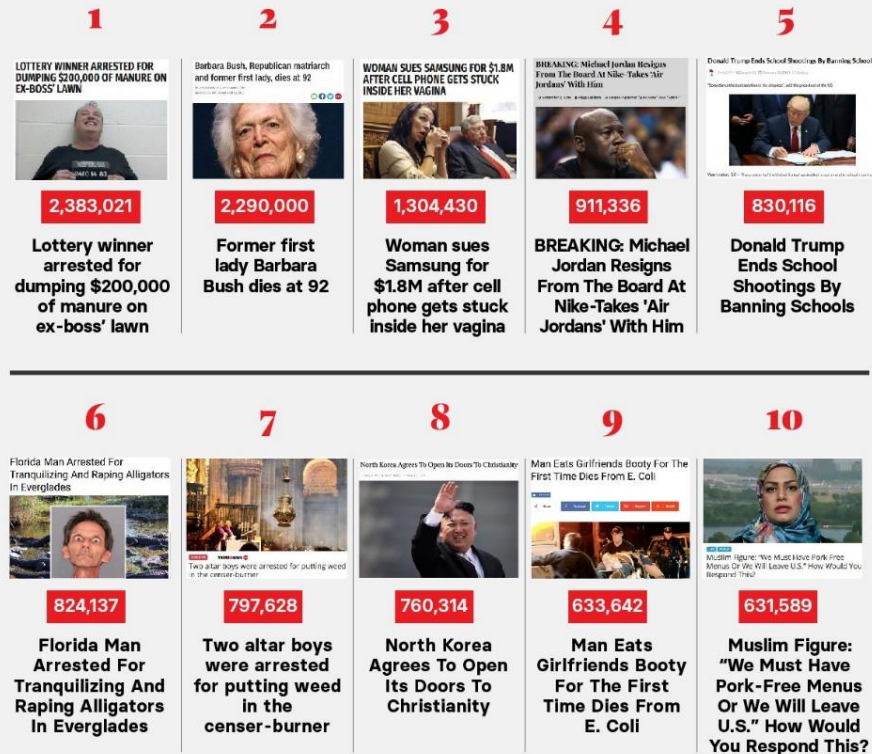 1
2
3
4
5
LOTTERY WINNER ARRESTED FOR
DUMPING $200,000 OF MANURE ON
EX-BOSS' LAWN
Barbara Bush, Republican matriarch
and former first lady, dies at 92
WOMAN SUES SAMSUNG FOR $1.8M
AFTER CELL PHONE GETS STUCK
INSIDE HER VAGINA
BREAKING: Michael Jordan Resigns
From The Board At Nike-Takes 'Air
Jordans' With Him
Donald Trump Ends School Shootings By Banning School
2,383,021
2,290,000
1,304,430
911,336
830,116
Lottery winner
arrested for
dumping $200,000
of manure on
ex-boss' lawn
Former first
lady Barbara
Bush dies at 92
Woman sues
Samsung for
$1.8M after cell
phone gets stuck
inside her vagina
BREAKING: Michael
Jordan Resigns
From The Board At
Nike-Takes 'Air
Jordans' With Him
Donald Trump
Ends School
Shootings By
Banning Schools
6
7
8
9
10
Florida Man Arrested For
Tranquilizing And Raping Alligators
In Everglades
Two altar boys were arrested for putting weed
in the censer-burner
North Korea Agrees To Open Its Doors To Christianity
Man Eats Girlfriends Booty For The
First Time Dies From E. Coli
Muslim Figure: "We Must Have Pork Free
Menus Or We Will Leave U.S." How Would You
Respond This?
824,137
797,628
760,314
633,642
631,589
Florida Man
Arrested For
Tranquilizing And
Raping Alligators
In Everglades
Two altar boys
were arrested
for putting weed
in the
censer-burner
North Korea
Agrees To Open
Its Doors To
Christianity
Man Eats
Girlfriends Booty
For The First
Time Dies From
E. Coli
Muslim Figure:
"We Must Have
Pork-Free Menus
Or We Will Leave
U.S." How Would
You Respond This?